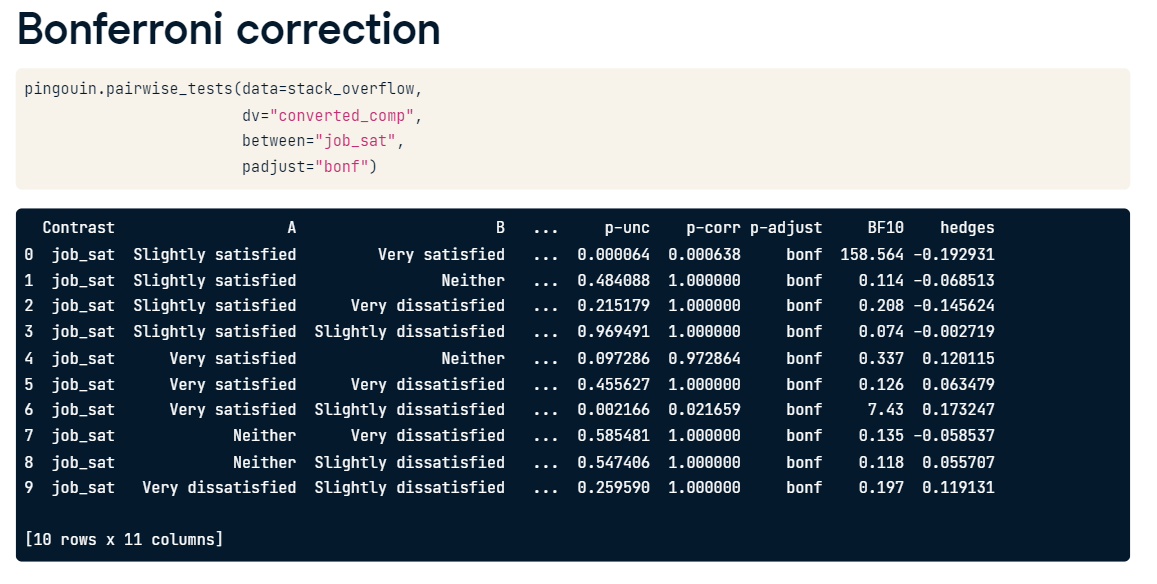 Bonferroni correction
pingouin.pairwise_tests(data=stack_overflow,
                        dv="converted_comp",
                        between="job_sat",
                        padjust="bonf")
  Contrast                   A                      B   ...     p-unc    p-corr p-adjust     BF10    hedges
0  job_sat  Slightly satisfied         Very satisfied   ...  0.000064  0.000638     bonf  158.564 −0.192931
1  job_sat  Slightly satisfied                Neither   ...  0.484088  1.000000     bonf    0.114 −0.068513
2  job_sat  Slightly satisfied      Very dissatisfied   ...  0.215179  1.000000     bonf    0.208 −0.145624
3  job_sat  Slightly satisfied  Slightly dissatisfied   ...  0.969491  1.000000     bonf    0.074 −0.002719
4  job_sat      Very satisfied                Neither   ...  0.097286  0.972864     bonf    0.337  0.120115
5  job_sat      Very satisfied      Very dissatisfied   ...  0.455627  1.000000     bonf    0.126  0.063479
6  job_sat      Very satisfied  Slightly dissatisfied   ...  0.002166  0.021659     bonf     7.43  0.173247
7  job_sat             Neither      Very dissatisfied   ...  0.585481  1.000000     bonf    0.135 −0.058537
8  job_sat             Neither  Slightly dissatisfied   ...  0.547406  1.000000     bonf    0.118  0.055707
9  job_sat   Very dissatisfied  Slightly dissatisfied   ...  0.259590  1.000000     bonf    0.197  0.119131
[10 rows x 11 columns]